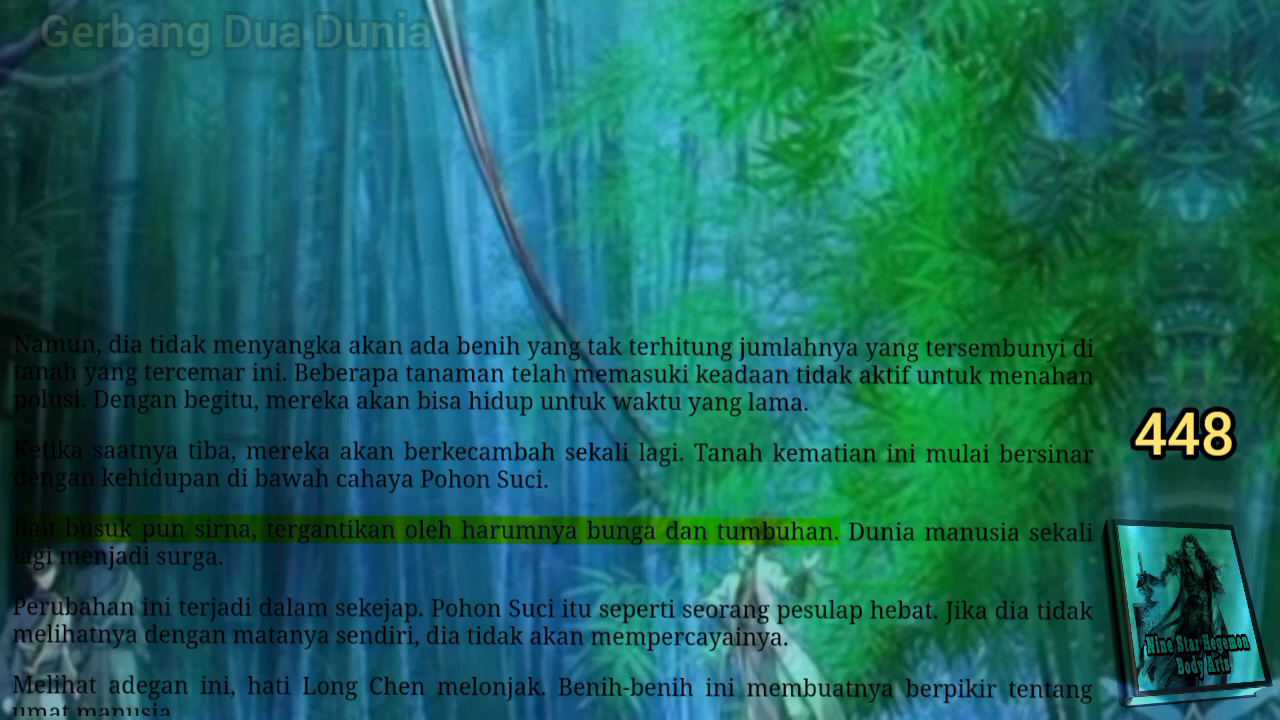 Gerbang Dua Dunia
Namun, dia tidak menyangka akan ada benih yang tak terhitung jumlahnya yang tersembunyi di
tanah yang tercemar ini. Beberapa tanaman telah memasuki keadaan tidak aktif untuk menahan
polusi. Dengan begitu, mereka akan bisa hidup untuk waktu yang lama.
Ketika saatnya tiba, mereka akan berkecambah sekali lagi. Tanah kematian ini mulai bersinar
dengan kehidupan di bawah cahaya Pohon Suci.
Bau busuk pun sirna, tergantikan oleh harumnya bunga dan tumbuhan. Dunia manusia sekali
lagi menjadi surga.
Perubahan ini terjadi dalam sekejap. Pohon Suci itu seperti seorang pesulap hebat. Jika dia tidak
melihatnya dengan matanya sendiri, dia tidak akan mempercayainya.
Melihat adegan ini, hati Long Chen melonjak. Benih-benih ini membuatnya berpikir tentang
umat manusia.
448
Nine Star Hegemon
Body Arts